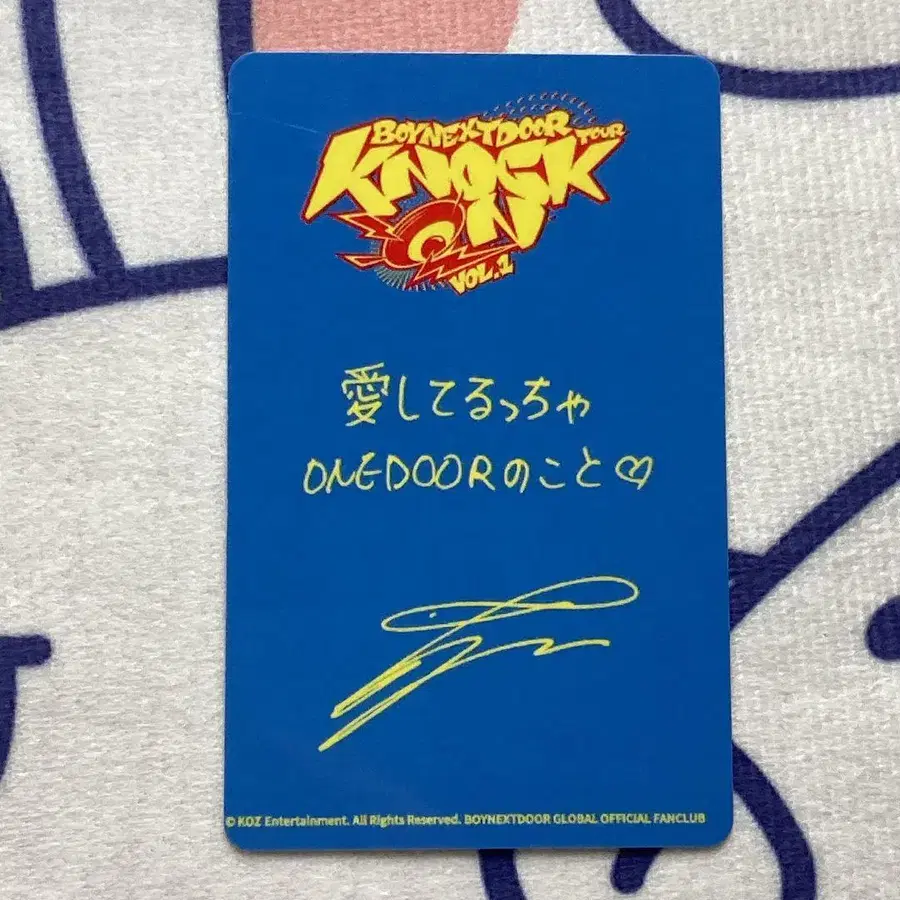 BOYNEXTDOOR TOUR
KNOCK
ON
VOL.1
愛してるっちゃ
ONEDOORのこと♡
© KOZ Entertainment. All Rights Reserved. BOYNEXTDOOR GLOBAL OFFICIAL FANCLUB